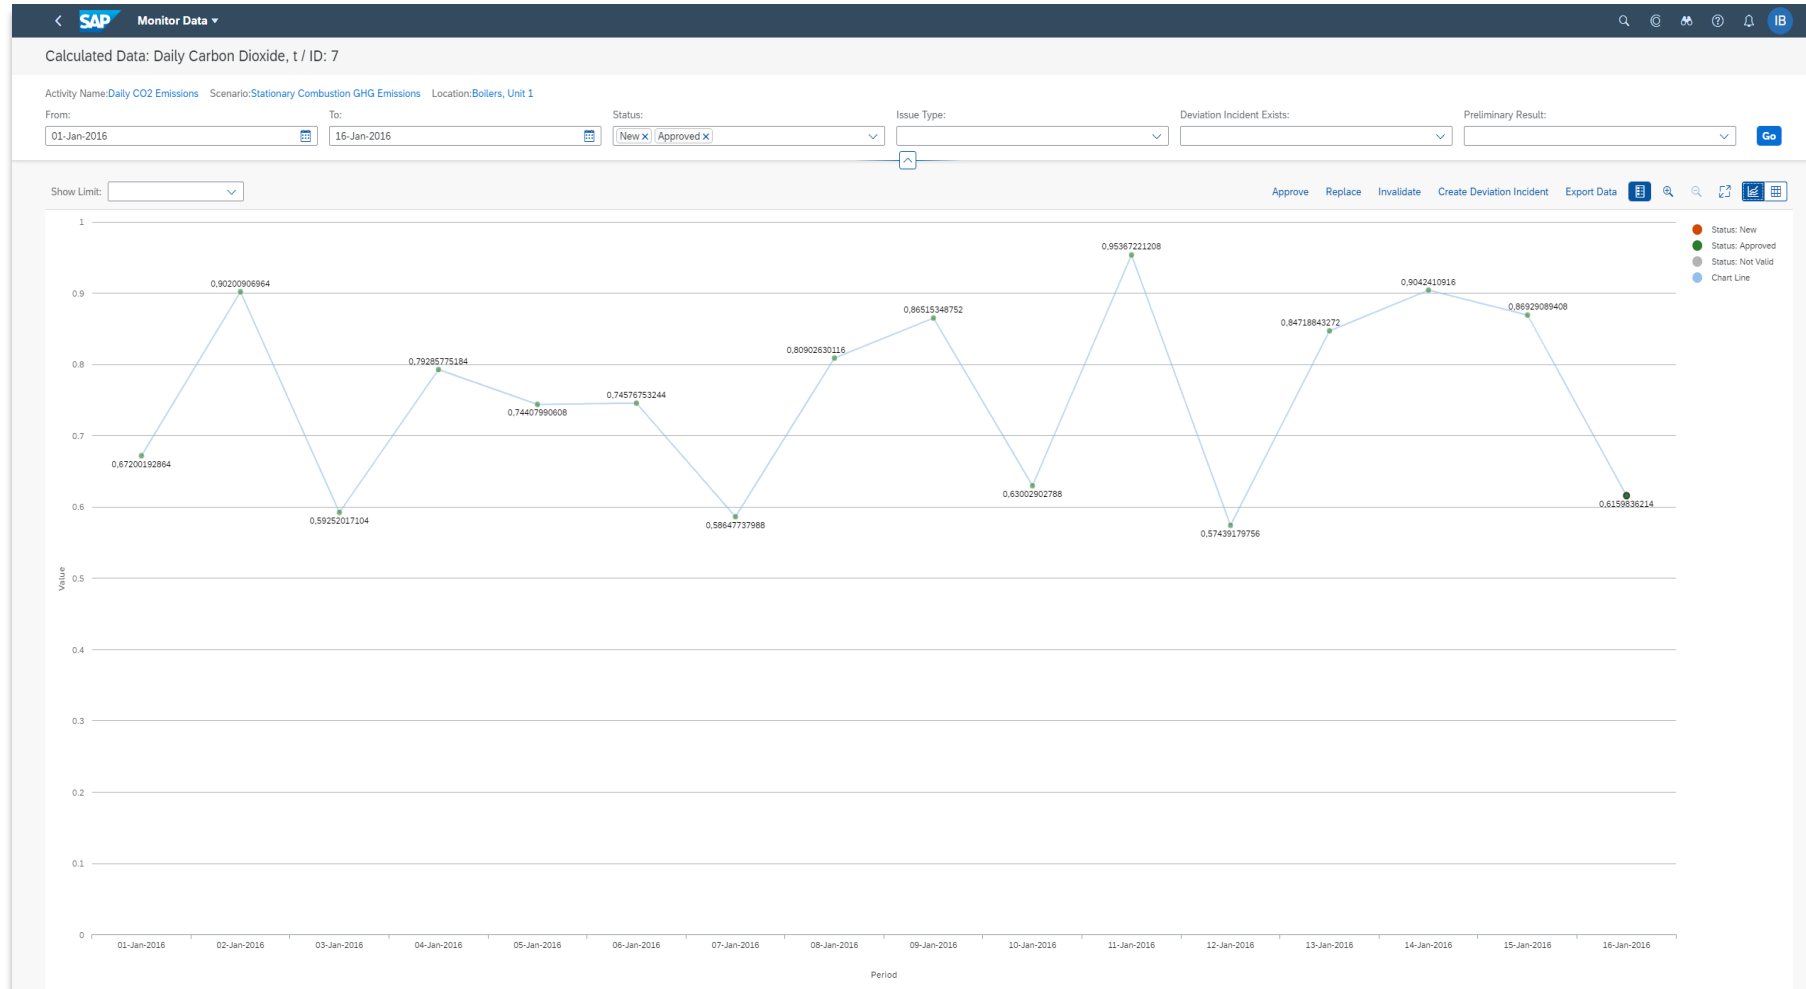 SAP Monitor Data
IB
Calculated Data: Daily Carbon Dioxide, t / ID: 7
Activity Name:Daily CO2 Emissions Scenario:Stationary Combustion GHG Emissions Location:Boilers, Unit 1
From: To: Status: Issue Type: Deviation Incident Exists: Preliminary Result:
01-Jan-2016 16-Jan-2016 New Approved Go
Show Limit: Approve Replace Invalidate Create Deviation Incident Export Data
1
Status: New
Status: Approved
Status: Not Valid
Chart Line
0,95367221208
0,90200906964
0,9042410916
0.9
0,86515348752
0,86929089408
0,84718843272
0,80902630116
0,79285775184
0.8
0,74576753244
0,74407990608
0.7
0,67200192864
0,63002902788
0,6159836214
0.6
0,59252017104
0,58647737988
0,57439179756
Value
0.5
0.4
0.3
0.2
0.1
0
01-Jan-2016 02-Jan-2016 03-Jan-2016 04-Jan-2016 05-Jan-2016 06-Jan-2016 07-Jan-2016 08-Jan-2016 09-Jan-2016 10-Jan-2016 11-Jan-2016 12-Jan-2016 13-Jan-2016 14-Jan-2016 15-Jan-2016 16-Jan-2016
Period